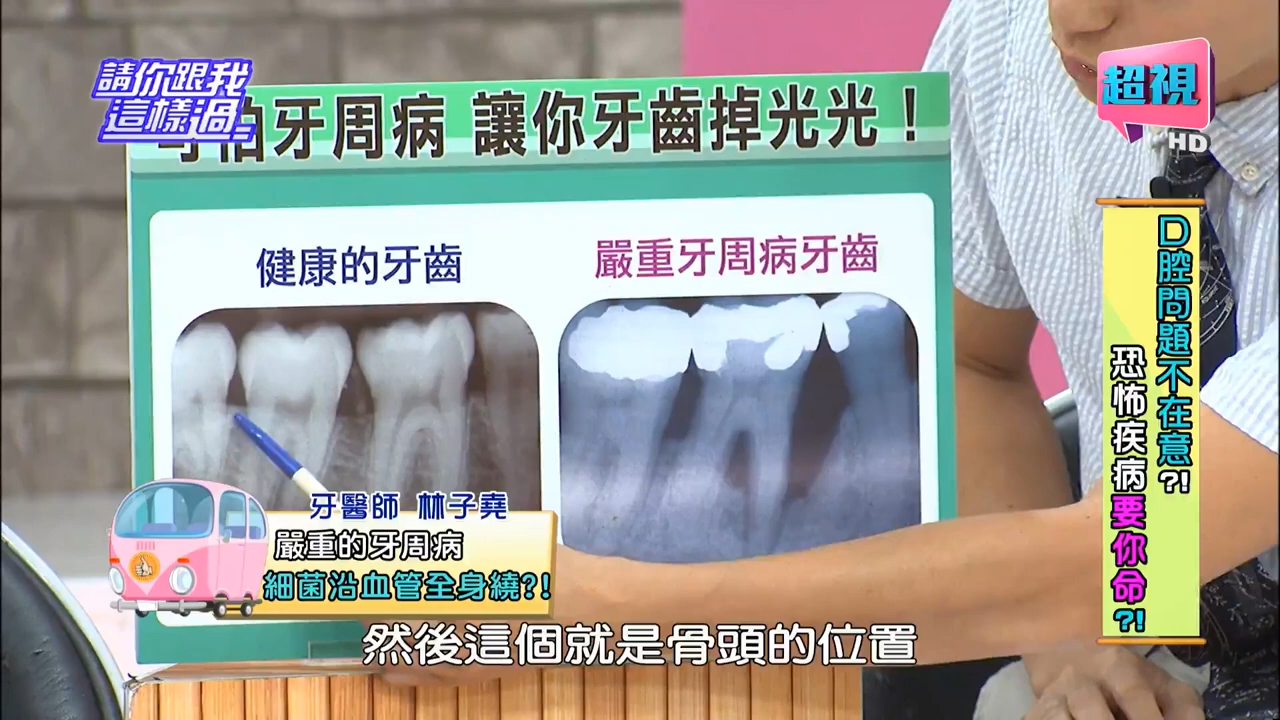 請你跟我
這樣過
怕牙周病 讓你牙齒掉光光！
超視
HD
健康的牙齒
嚴重牙周病牙齒
D腔問題不在意?!
恐怖疾病要你命?!
牙醫師 林子堯
嚴重的牙周病
細菌沿血管全身繞?!
然後這個就是骨頭的位置